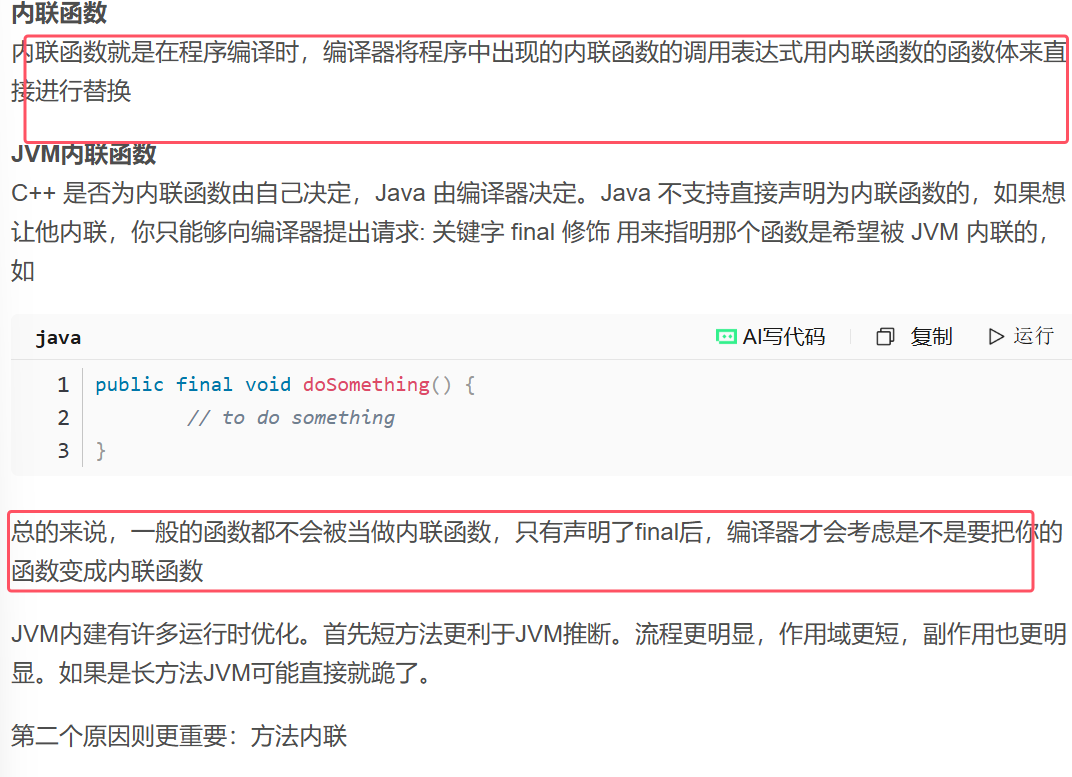 内联函数
内联函数就是在程序编译时，编译器将程序中出现的内联函数的调用表达式用内联函数的函数体来直
接进行替换
JVM内联函数
C++ 是否为内联函数由自己决定，Java 由编译器决定。Java 不支持直接声明为内联函数的，如果想
让他内联，你只能够向编译器提出请求: 关键字 final 修饰 用来指明那个函数是希望被 JVM 内联的，
如
java AI写代码 复制 运行
1 public final void doSomething() {
2 // to do something
3 }
总的来说，一般的函数都不会被当做内联函数，只有声明了final后，编译器才会考虑是不是要把你的
函数变成内联函数
JVM内建有许多运行时优化。首先短方法更利于JVM推断。流程更明显，作用域更短，副作用也更明
显。如果是长方法JVM可能直接就跪了。
第二个原因则更重要：方法内联